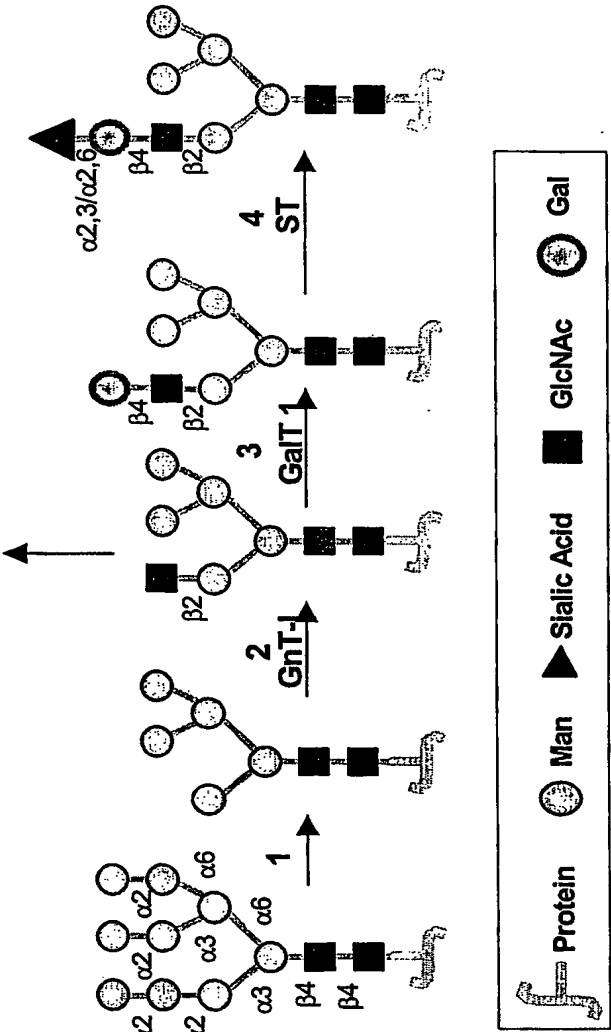 α2
α2
α2
α2
α3
α6
α3
α6
β4
β4
1
2
GnT-I
β2
3
GalT 1
β4
β2
4
ST
α2,3/α2,6
β4
β2
Protein
Man
Sialic Acid
GlcNAc
Gal